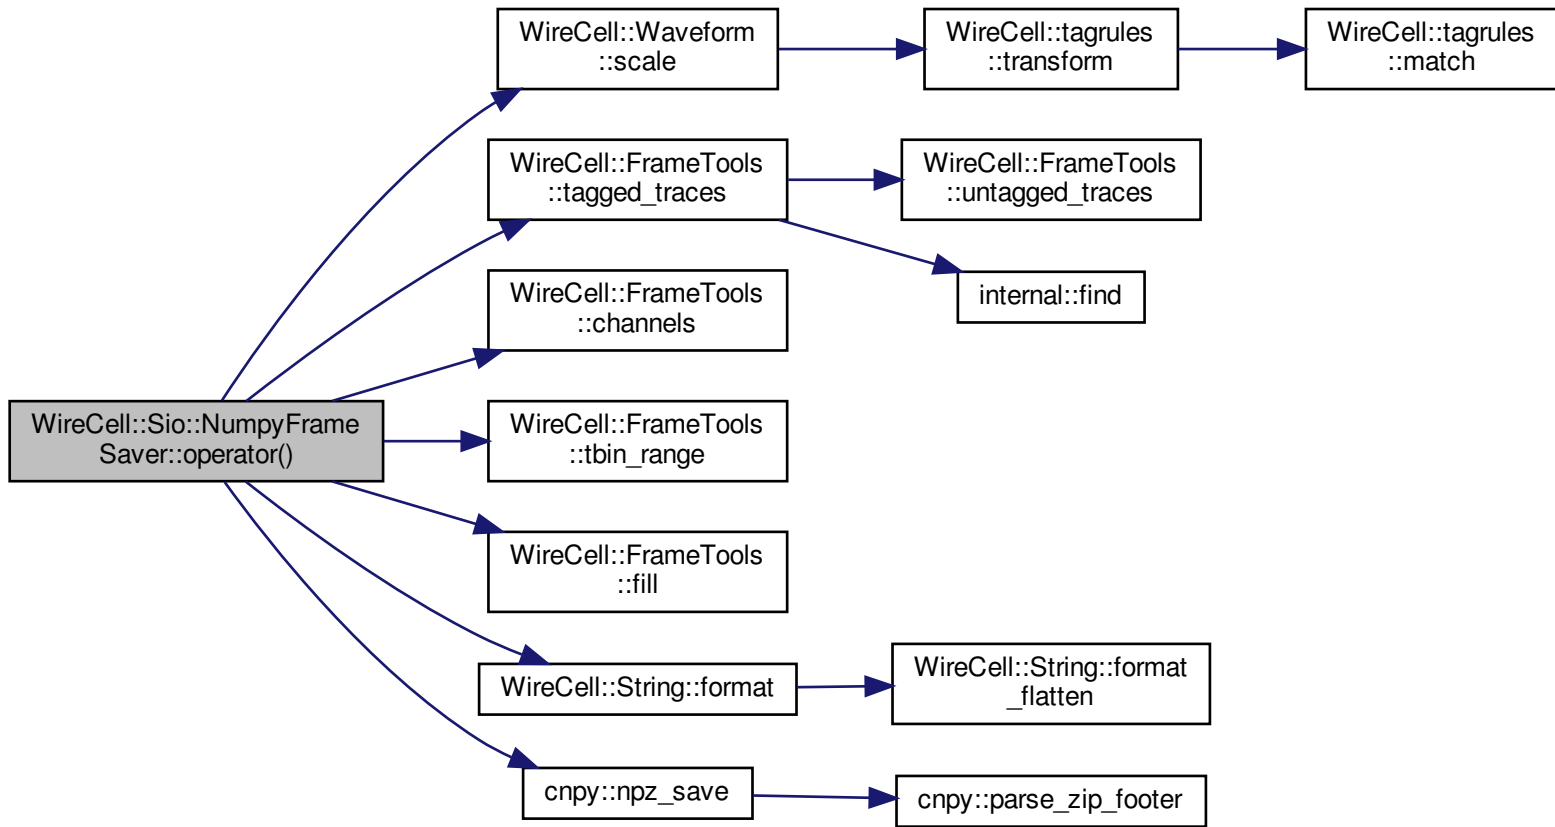 WireCell::Waveform
::scale
WireCell::tagrules
::transform
WireCell::tagrules
::match
WireCell::FrameTools
::tagged_traces
WireCell::FrameTools
::untagged_traces
internal::find
WireCell::FrameTools
::channels
WireCell::Sio::NumpyFrame
Saver::operator()
WireCell::FrameTools
::tbin_range
WireCell::FrameTools
::fill
WireCell::String::format
WireCell::String::format
_flatten
cnpy::npz_save
cnpy::parse_zip_footer